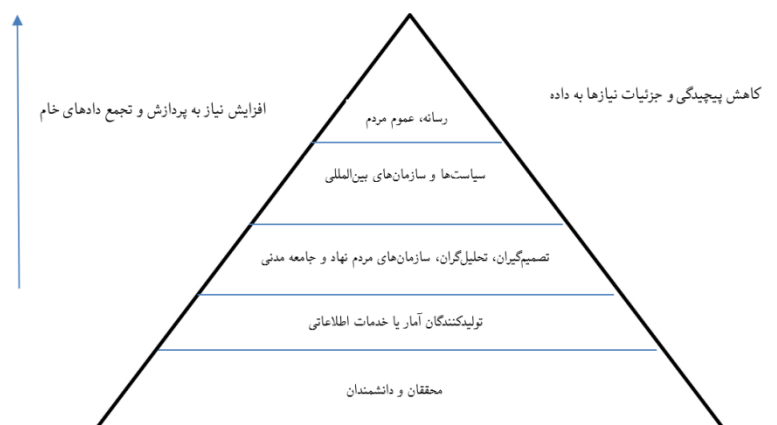 کاهش پیچیدگی و جزئیات نیازها به داده
افزایش نیاز به پردازش و تجمع دادهای خام
رسانه، عموم مردم
سیاست‌ها و سازمان‌های بین‌المللی
تصمیم‌گیران، تحلیل‌گران، سازمان‌های مردم نهاد و جامعه مدنی
تولیدکنندگان آمار یا خدمات اطلاعاتی
محققان و دانشمندان